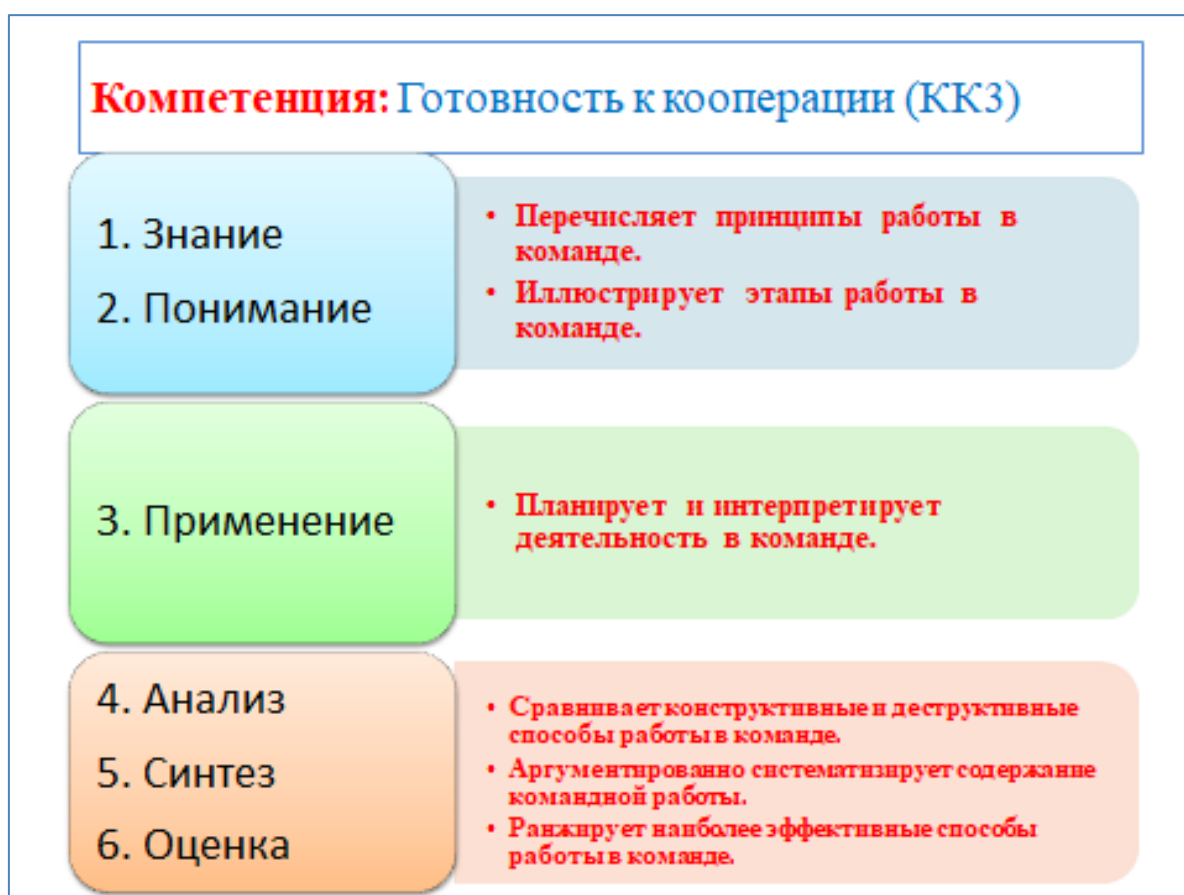 Компетенция: Готовность к кооперации (КК3)
1. Знание
2. Понимание
• Перечисляет принципы работы в
команде.
• Иллюстрирует этапы работы в
команде.
3. Применение
• Планирует и интерпретирует
деятельность в команде.
4. Анализ
5. Синтез
6. Оценка
• Сравнивает конструктивные и деструктивные
способы работы в команде.
• Аргументированно систематизирует содержание
командной работы.
• Ранжирует наиболее эффективные способы
работы в команде.